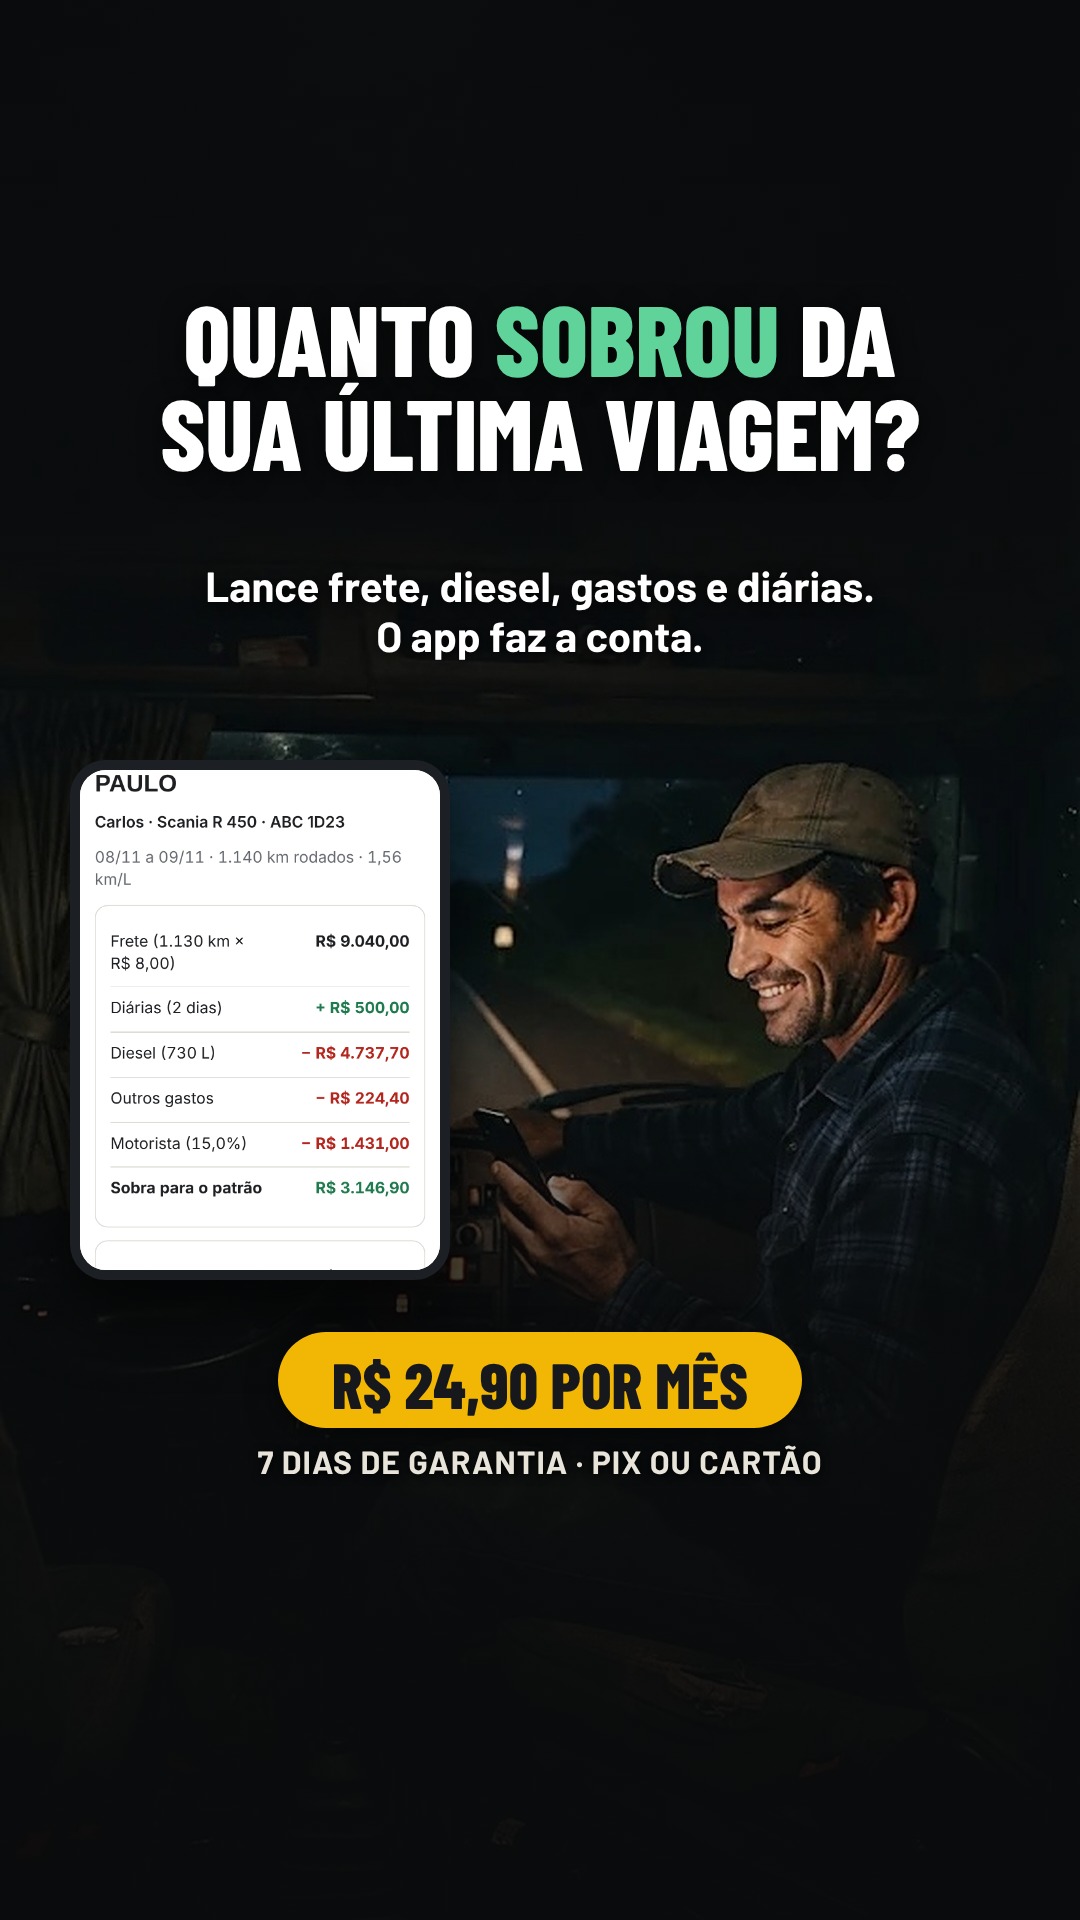 QUANTO SOBROU DA
SUA ÚLTIMA VIAGEM?
Lance frete, diesel, gastos e diárias.
O app faz a conta.
PAULO
Carlos · Scania R 450 · ABC 1D23
08/11 a 09/11 · 1.140 km rodados · 1,56
km/L
Frete (1.130 km × R$ 9.040,00
R$ 8,00)
Diárias (2 dias) + R$ 500,00
Diesel (730 L) − R$ 4.737,70
Outros gastos − R$ 224,40
Motorista (15,0%) − R$ 1.431,00
Sobra para o patrão R$ 3.146,90
R$ 24,90 POR MÊS
7 DIAS DE GARANTIA · PIX OU CARTÃO